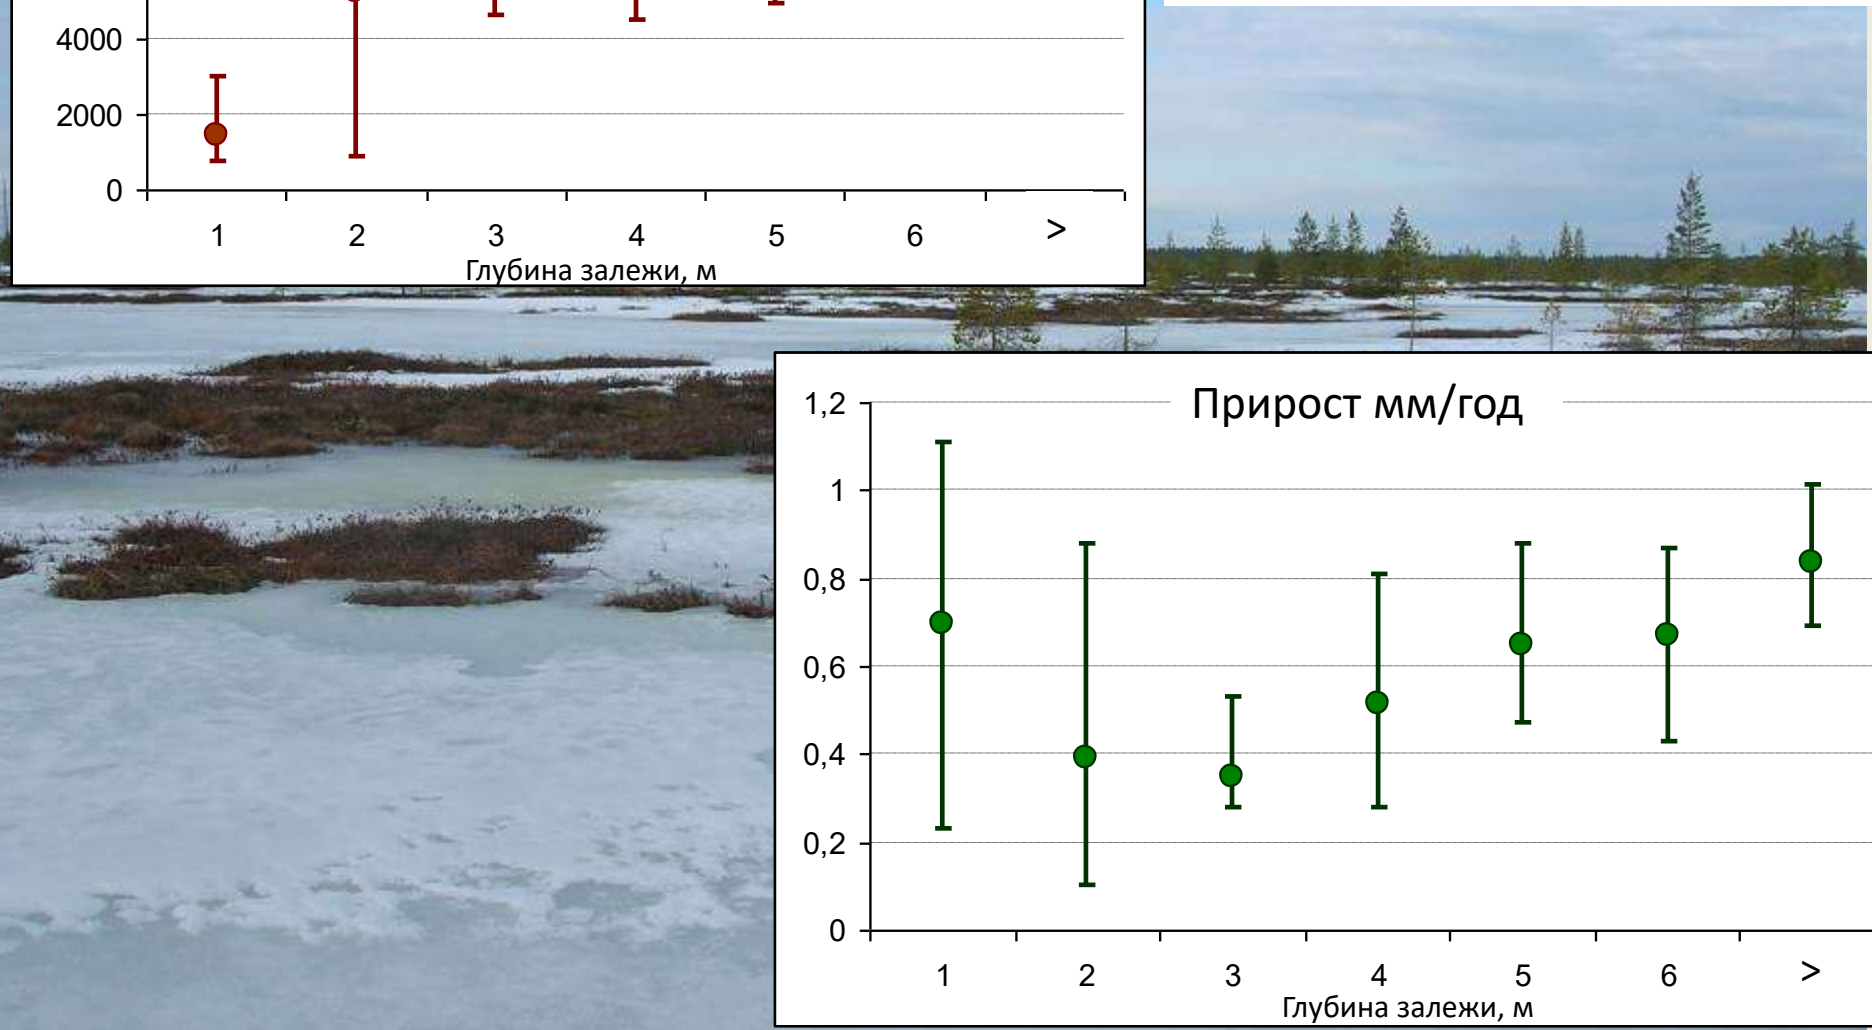 4000
2000
0
1 2 3 4 5 6 >
Глубина залежи, м
Прирост мм/год
1,2
1
0,8
0,6
0,4
0,2
0
1 2 3 4 5 6 >
Глубина залежи, м